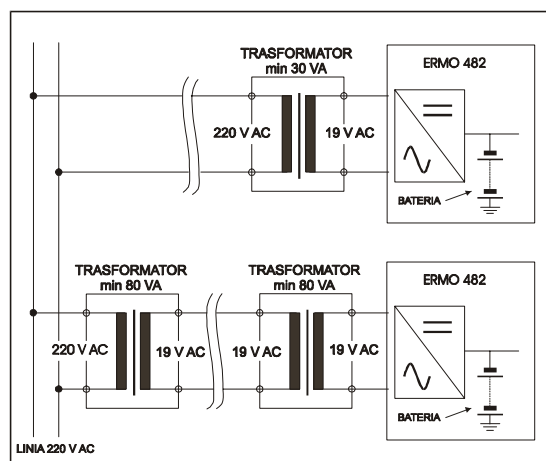 TRASFORMATOR
min 30 VA
ERMO 482
220 V AC
19 V AC
BATERIA
TRASFORMATOR
min 80 VA
TRASFORMATOR
min 80 VA
ERMO 482
220 V AC
19 V AC
19 V AC
19 V AC
BATERIA
LINIA 220 V AC